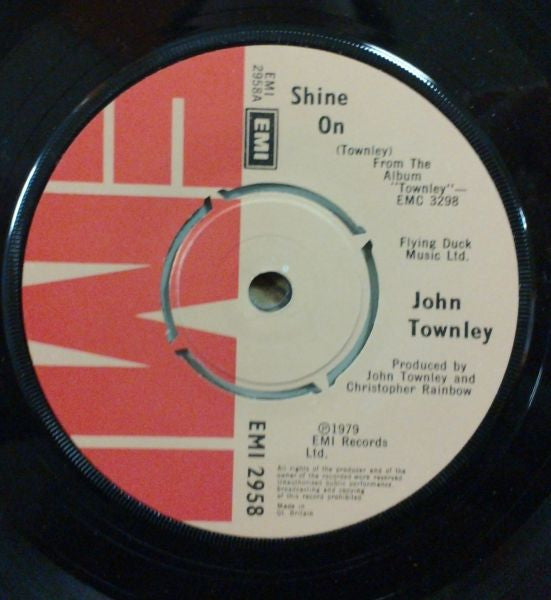 EMI
2958A
EMI
Shine
On
(Townley)
From The
Album
"Townley"—
EMC 3298
Flying Duck
Music Ltd.
John
Townley
Produced by
John Townley and
Christopher Rainbow
℗1979
EMI Records
Ltd.
All rights of the producer and of the
owner of the recorded work reserved
Unauthorised public performance
broadcasting and copying
of this record prohibited
Made in
Gt. Britain
EMI 2958
EMI